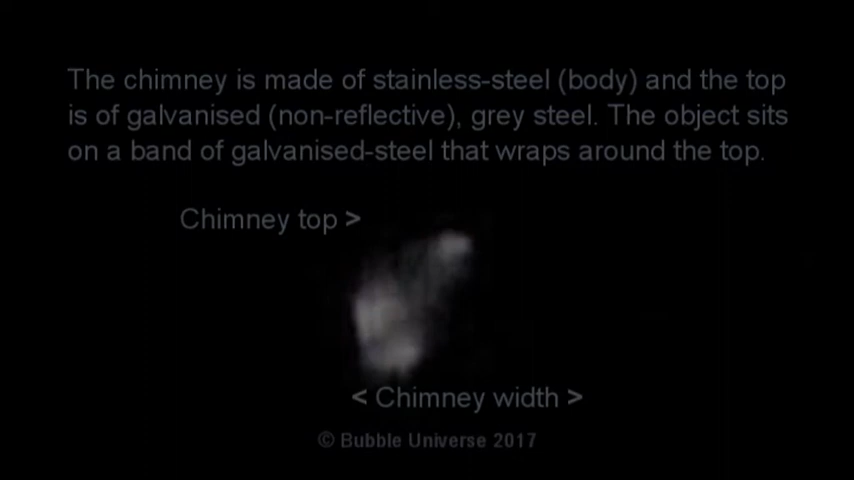 The chimney is made of stainless-steel (body) and the top
is of galvanised (non-reflective), grey steel. The object sits
on a band of galvanised-steel that wraps around the top.
Chimney top >
< Chimney width >
© Bubble Universe 2017